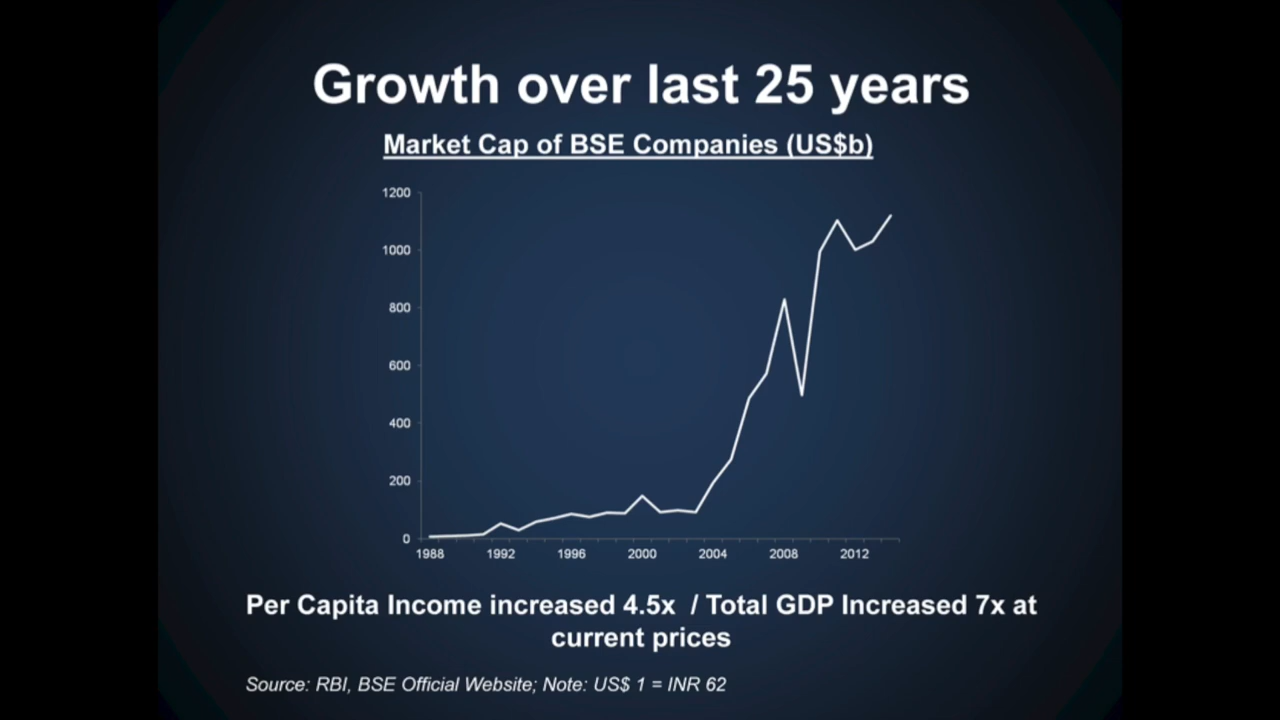 Growth over last 25 years
Market Cap of BSE Companies (US$b)
1200
1000
800
600
400
200
0
1988 1992 1996 2000 2004 2008 2012
Per Capita Income increased 4.5x / Total GDP Increased 7x at
current prices
Source: RBI, BSE Official Website; Note: US$ 1 = INR 62